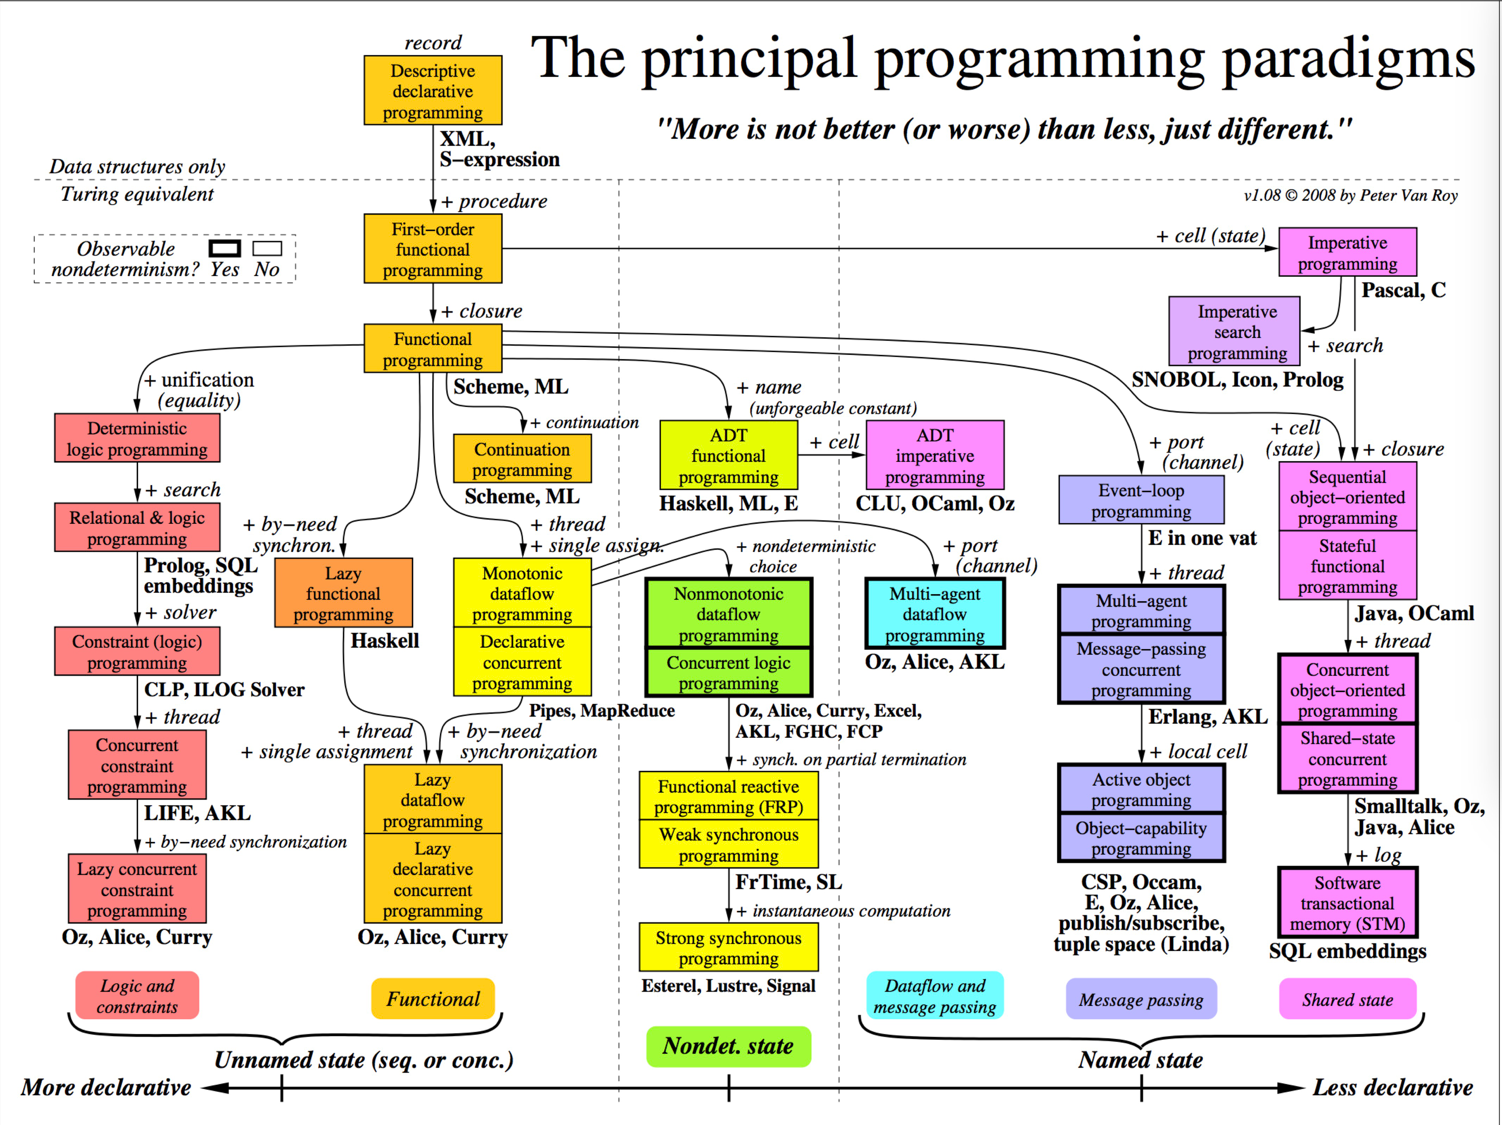 The principal programming paradigms
"More is not better (or worse) than less, just different."
v1.08 © 2008 by Peter Van Roy
record
Descriptive
declarative
programming
XML,
S−expression
Data structures only
Turing equivalent
Observable
nondeterminism? Yes No
+ procedure
First−order
functional
programming
+ cell (state)
Imperative
programming
Pascal, C
Imperative
search
programming
+ search
SNOBOL, Icon, Prolog
+ closure
Functional
programming
Scheme, ML
+ unification
(equality)
Deterministic
logic programming
+ search
Relational & logic
programming
Prolog, SQL
embeddings
+ solver
Constraint (logic)
programming
CLP, ILOG Solver
+ thread
Concurrent
constraint
programming
LIFE, AKL
+ by−need synchronization
Lazy concurrent
constraint
programming
Oz, Alice, Curry
+ continuation
Continuation
programming
Scheme, ML
+ by−need
synchron.
Lazy
functional
programming
Haskell
+ thread
+ single assign.
Monotonic
dataflow
programming
Declarative
concurrent
programming
Pipes, MapReduce
+ thread
+ single assignment
+ by−need
synchronization
Lazy
dataflow
programming
Lazy
declarative
concurrent
programming
Oz, Alice, Curry
+ name
(unforgeable constant)
ADT
functional
programming
Haskell, ML, E
+ cell
ADT
imperative
programming
CLU, OCaml, Oz
+ nondeterministic
choice
Nonmonotonic
dataflow
programming
Concurrent logic
programming
Oz, Alice, Curry, Excel,
AKL, FGHC, FCP
+ synch. on partial termination
Functional reactive
programming (FRP)
Weak synchronous
programming
FrTime, SL
+ instantaneous computation
Strong synchronous
programming
Esterel, Lustre, Signal
+ port
(channel)
Multi−agent
dataflow
programming
Oz, Alice, AKL
+ port
(channel)
Event−loop
programming
E in one vat
+ thread
Multi−agent
programming
Message−passing
concurrent
programming
Erlang, AKL
+ local cell
Active object
programming
Object−capability
programming
CSP, Occam,
E, Oz, Alice,
publish/subscribe,
tuple space (Linda)
+ cell
(state)
+ closure
Sequential
object−oriented
programming
Stateful
functional
programming
Java, OCaml
+ thread
Concurrent
object−oriented
programming
Shared−state
concurrent
programming
Smalltalk, Oz,
Java, Alice
+ log
Software
transactional
memory (STM)
SQL embeddings
Logic and
constraints
Functional
Dataflow and
message passing
Message passing
Shared state
Unnamed state (seq. or conc.)
Nondet. state
Named state
More declarative
Less declarative